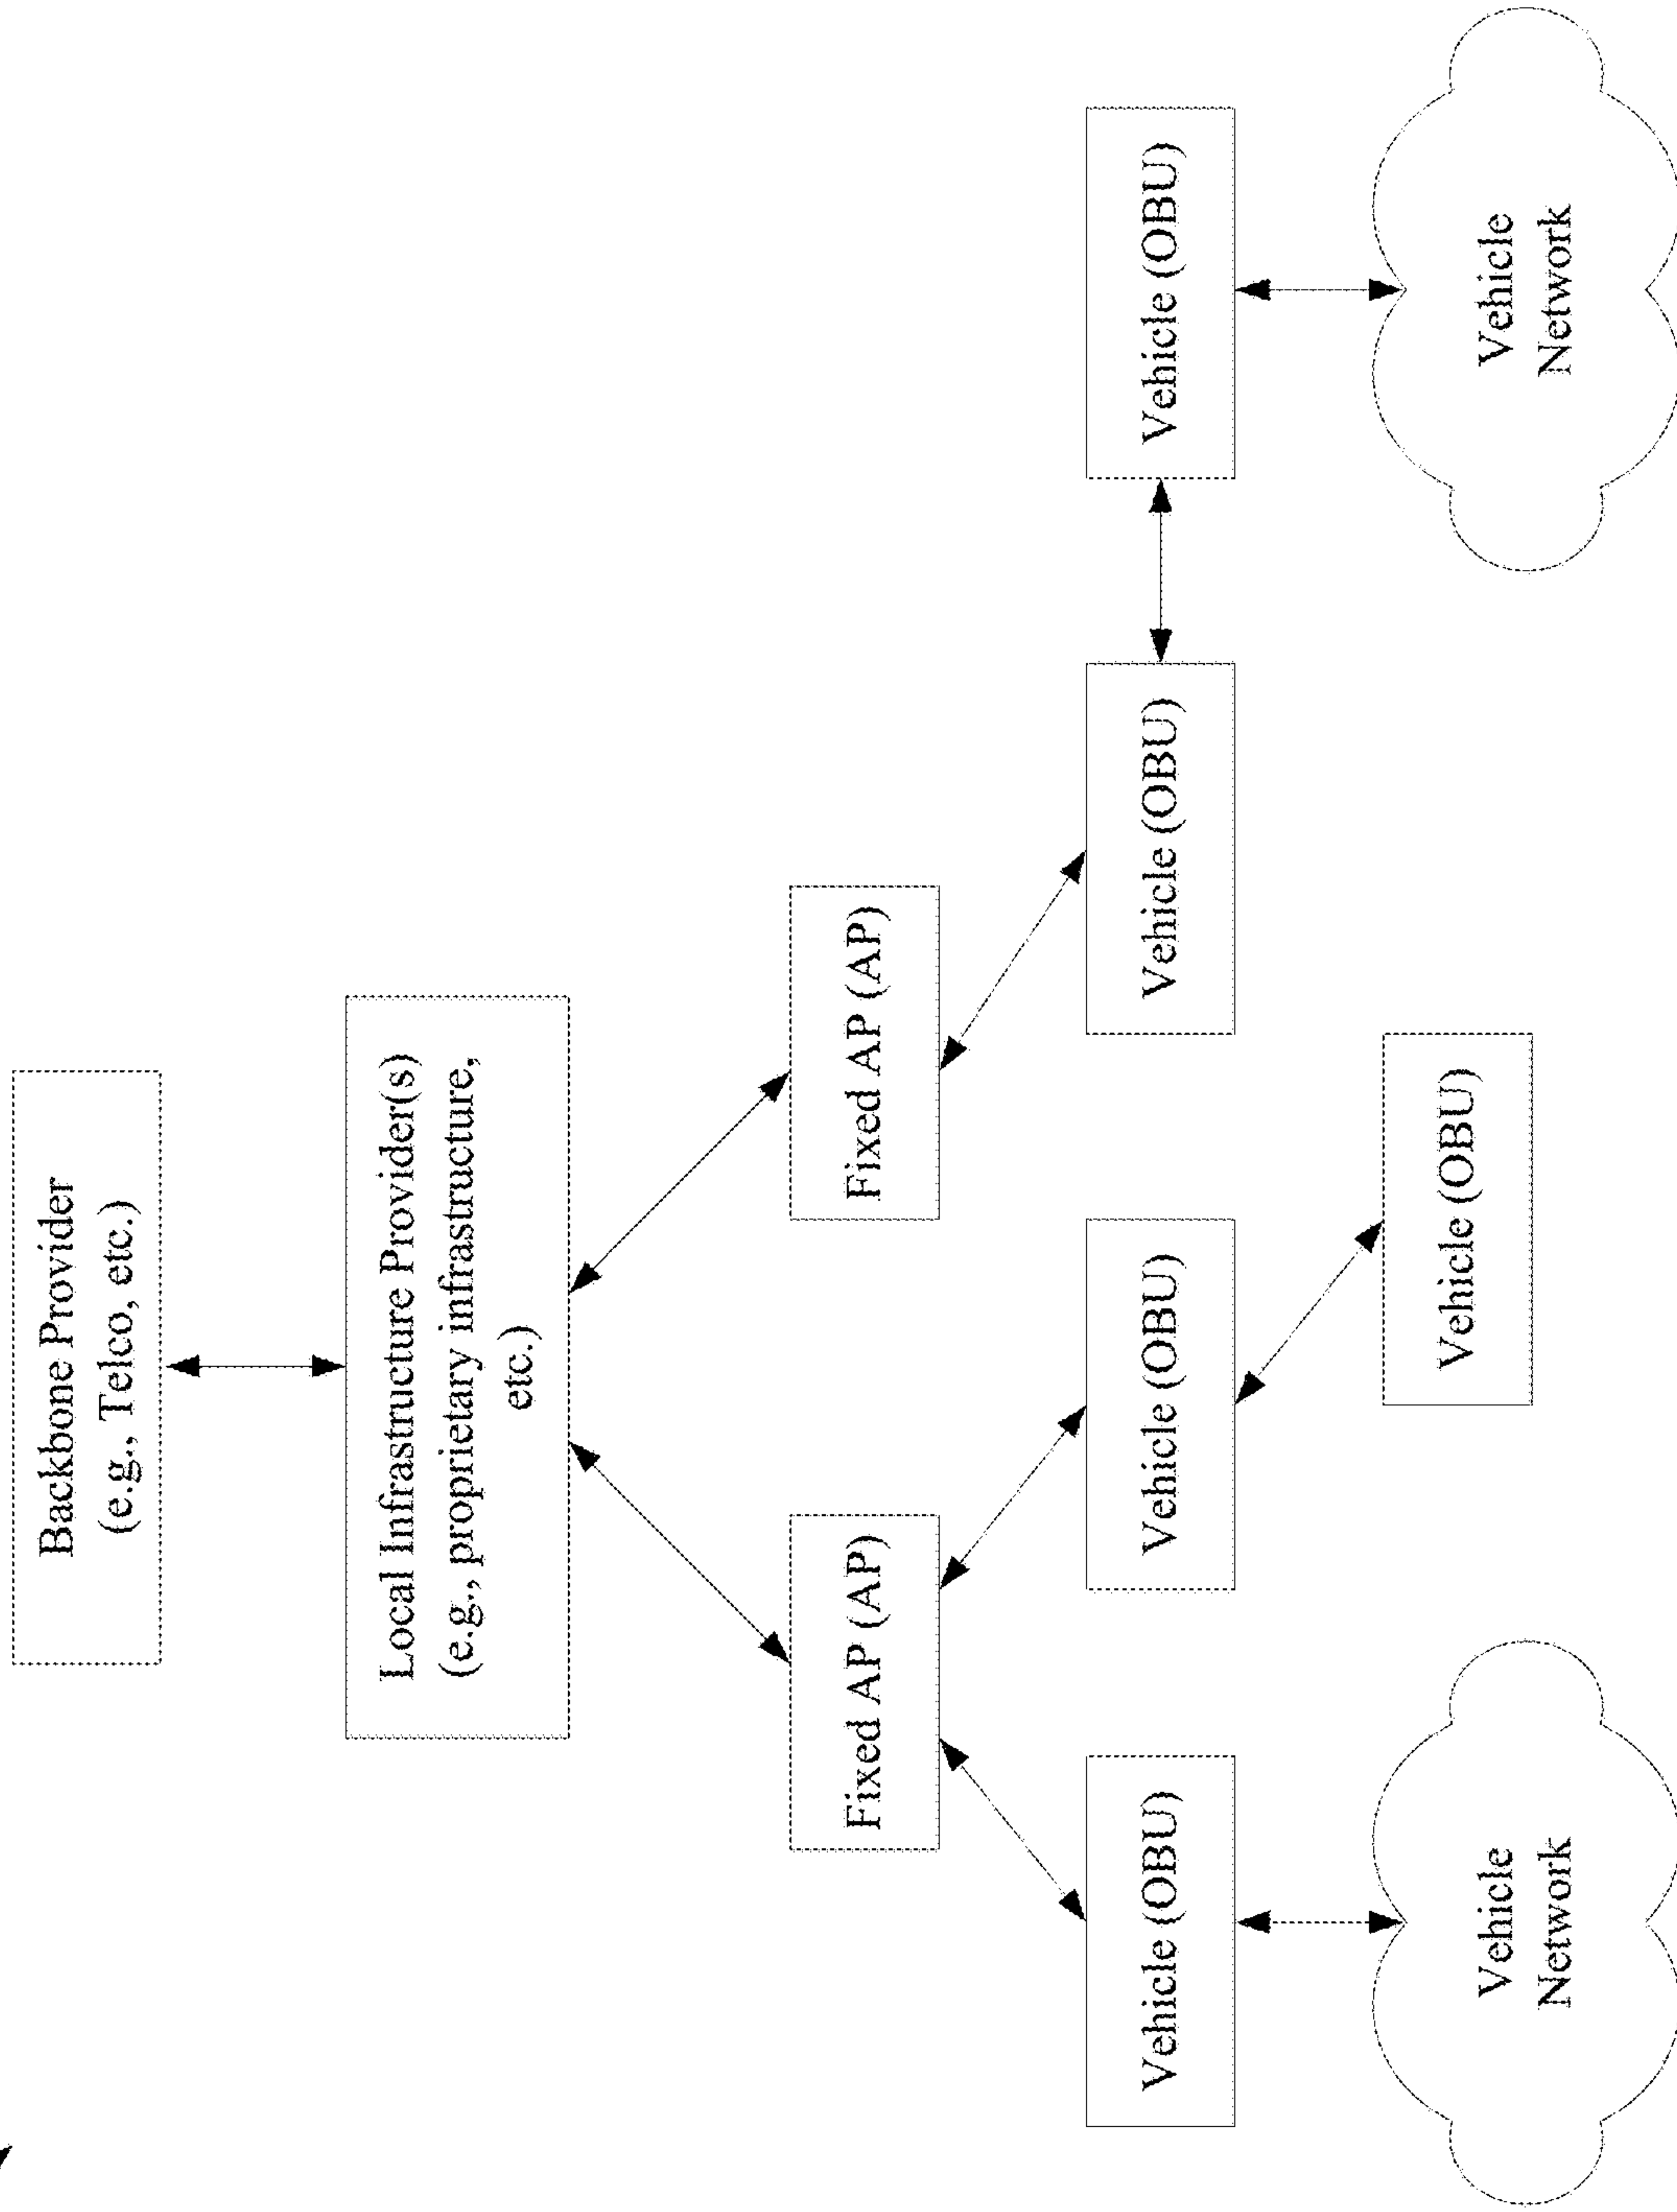 Backbone Provider
(e.g., Telco, etc.)
Local Infrastructure Provider(s)
(e.g., proprietary infrastructure,
etc.)
Fixed AP (AP)
Fixed AP (AP)
Vehicle (OBU)
Vehicle (OBU)
Vehicle (OBU)
Vehicle (OBU)
Vehicle (OBU)
Vehicle
Network
Vehicle
Network